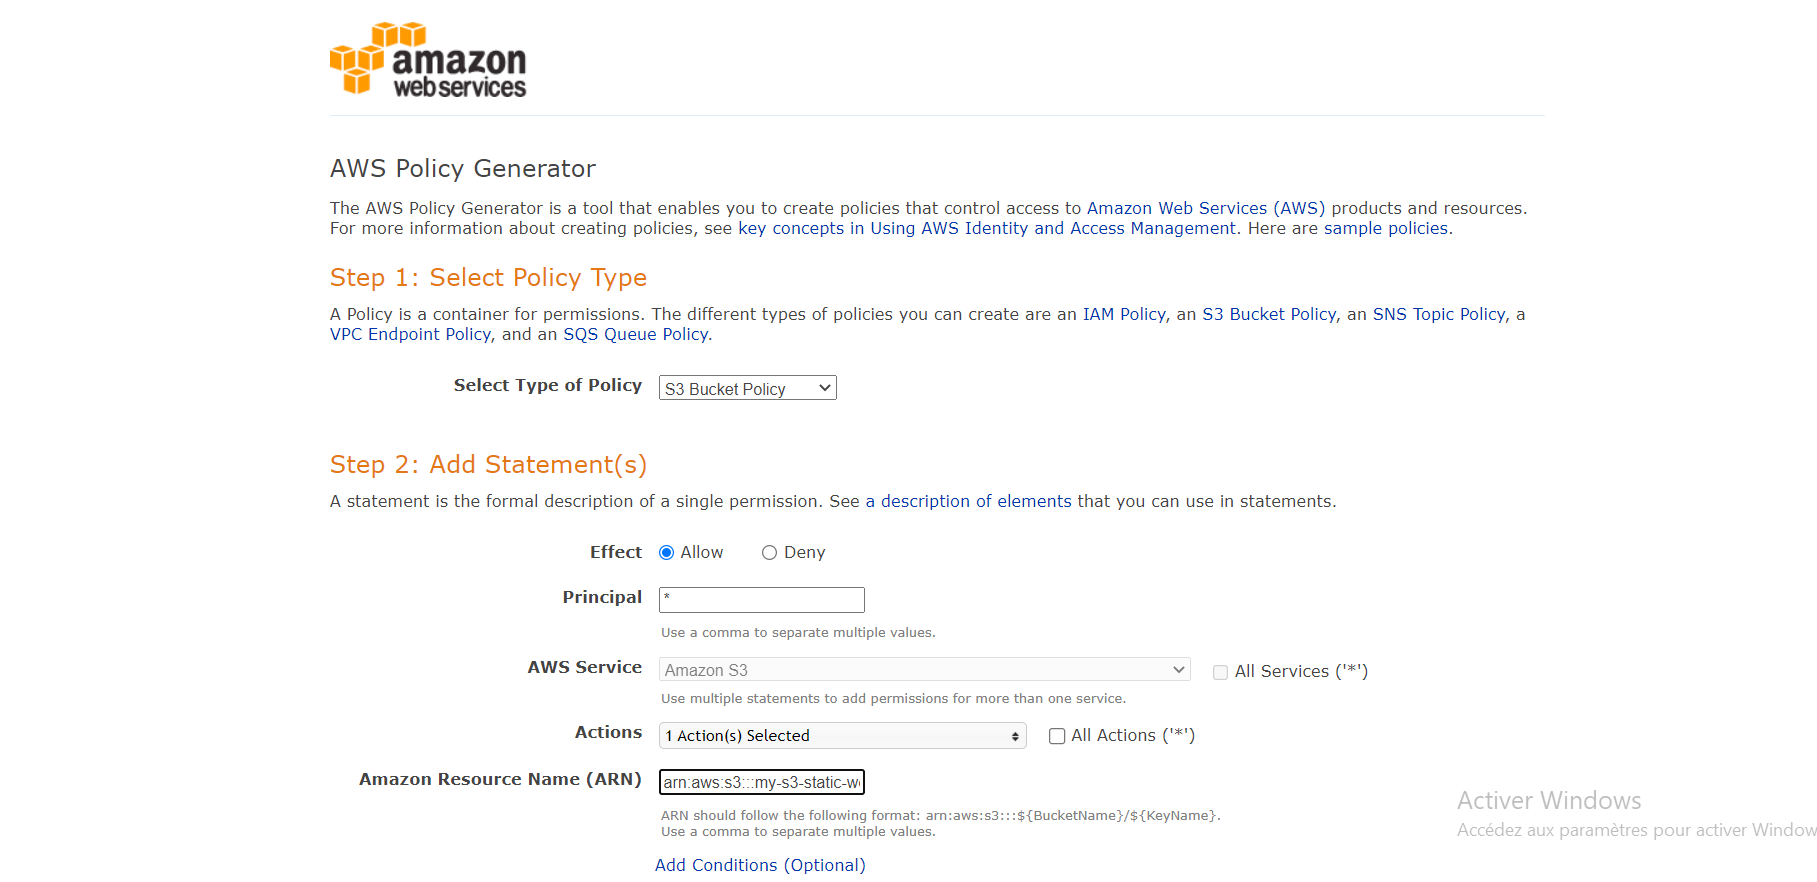 amazon
web services
AWS Policy Generator
The AWS Policy Generator is a tool that enables you to create policies that control access to Amazon Web Services (AWS) products and resources.
For more information about creating policies, see key concepts in Using AWS Identity and Access Management. Here are sample policies.
Step 1: Select Policy Type
A Policy is a container for permissions. The different types of policies you can create are an IAM Policy, an S3 Bucket Policy, an SNS Topic Policy, a
VPC Endpoint Policy, and an SQS Queue Policy.
Select Type of Policy S3 Bucket Policy
Step 2: Add Statement(s)
A statement is the formal description of a single permission. See a description of elements that you can use in statements.
Effect Allow Deny
Principal *
Use a comma to separate multiple values.
AWS Service Amazon S3 All Services ('*')
Use multiple statements to add permissions for more than one service.
Actions 1 Action(s) Selected All Actions ('*')
Amazon Resource Name (ARN) arn:aws:s3:::my-s3-static-w
ARN should follow the following format: arn:aws:s3:::${BucketName}/${KeyName}.
Use a comma to separate multiple values.
Add Conditions (Optional)
Activer Windows
Accédez aux paramètres pour activer Window